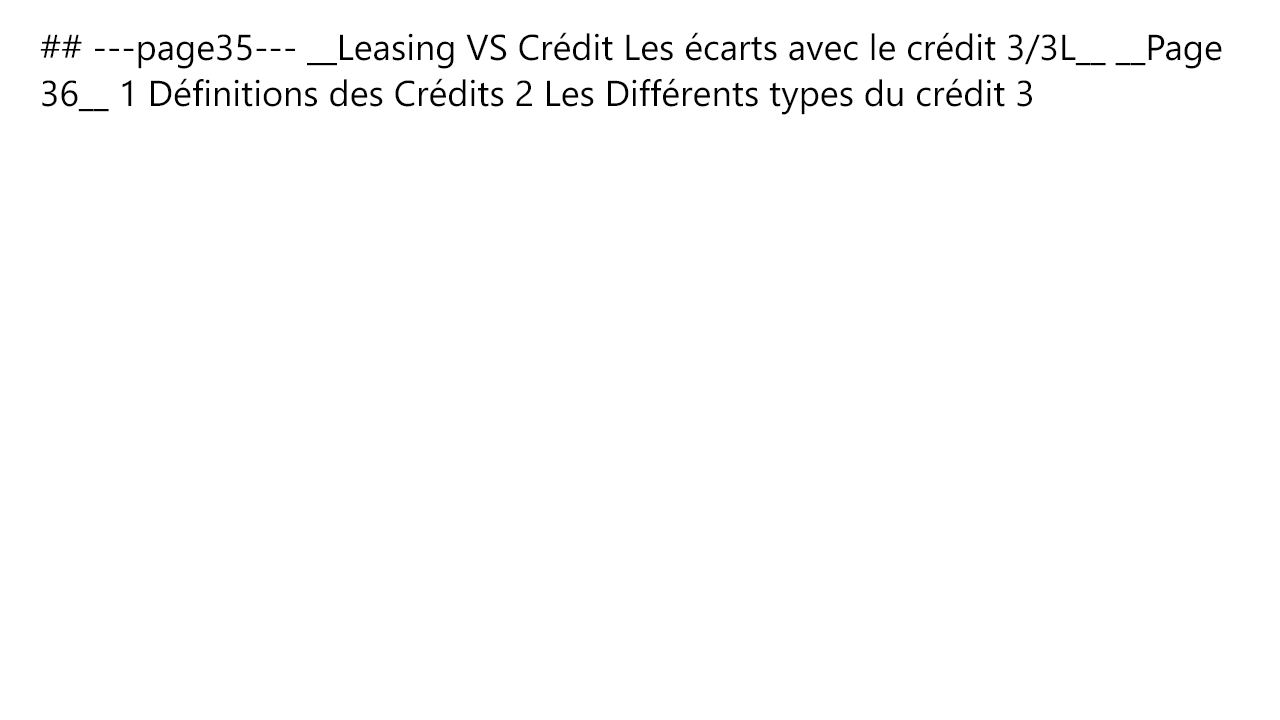 ## ---page35--- __Leasing VS Crédit Les écarts avec le crédit 3/3L__ __Page
36__ 1 Définitions des Crédits 2 Les Différents types du crédit 3